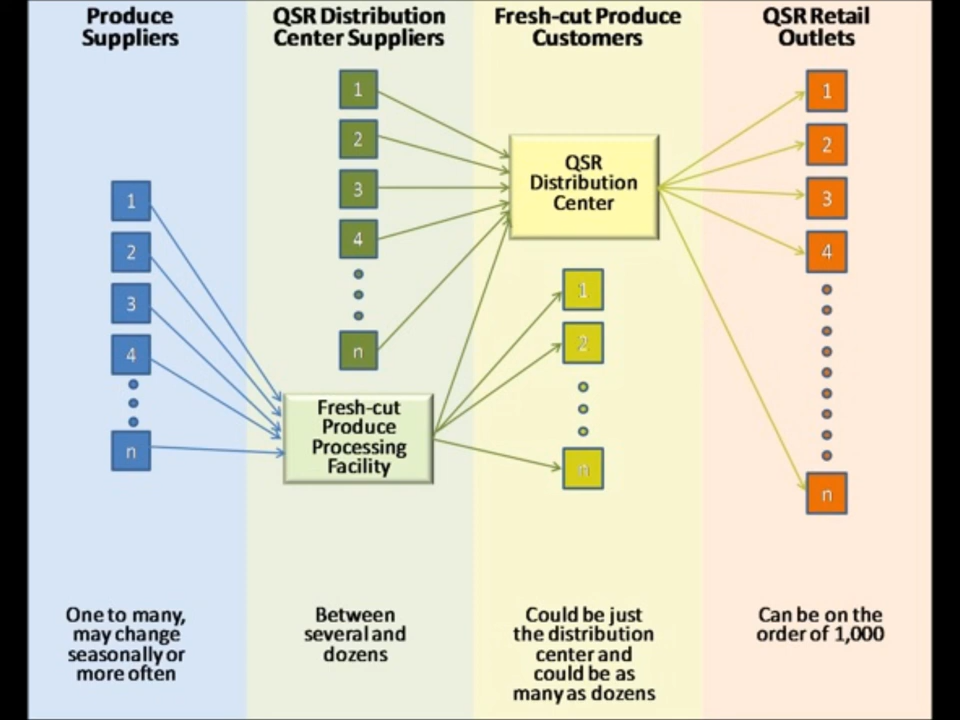 Produce
Suppliers
QSR Distribution
Center Suppliers
Fresh-cut Produce
Customers
QSR Retail
Outlets
1
2
3
4
n
1
2
3
4
n
Fresh-cut
Produce
Processing
Facility
QSR
Distribution
Center
1
2
n
1
2
3
4
n
One to many,
may change
seasonally or
more often
Between
several and
dozens
Could be just
the distribution
center and
could be as
many as dozens
Can be on the
order of 1,000